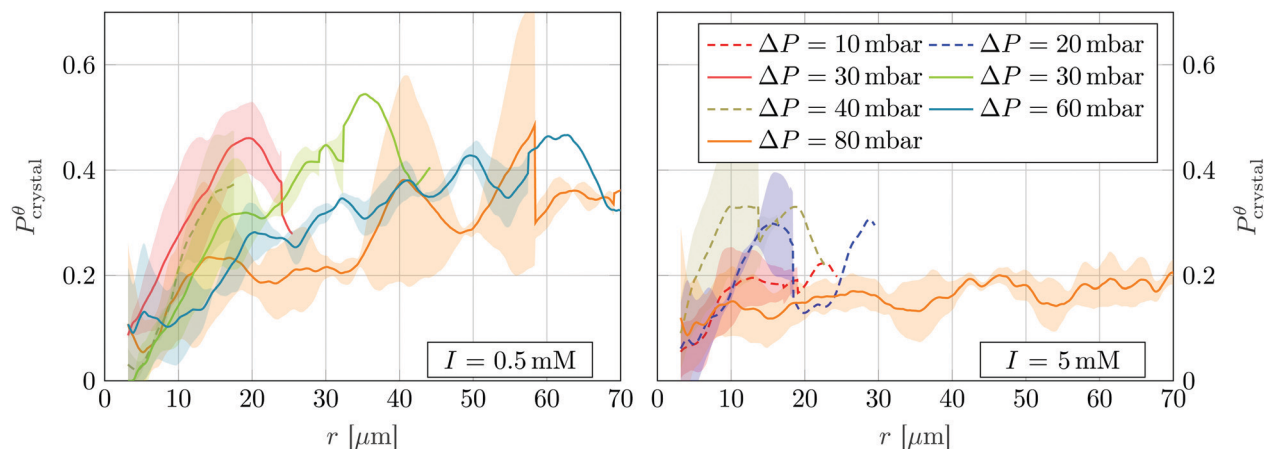 0.6
0.4
0.2
0
P^θ_crystal
I = 0.5 mM
0 10 20 30 40 50 60 70
r [μm]
ΔP = 10 mbar ΔP = 20 mbar
ΔP = 30 mbar ΔP = 30 mbar
ΔP = 40 mbar ΔP = 60 mbar
ΔP = 80 mbar
I = 5 mM
0 10 20 30 40 50 60 70
r [μm]
0.6
0.4
0.2
0
P^θ_crystal